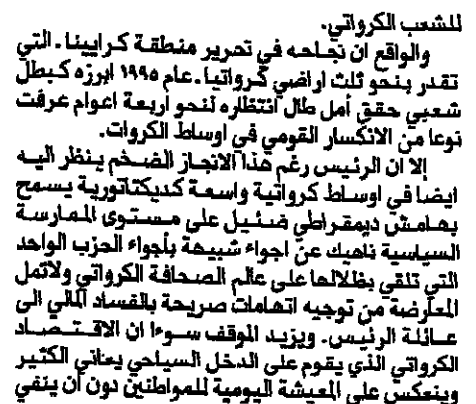 للشعب الكرواتي.
والواقع ان نجاحه في تحرير منطقة كرايينا. التي
تقدر بنحو ثلث اراضي كرواتيا. عام ١٩٩٥ ابرزه كبطل
شعبي حقق أمل طال انتظاره لنحو اربعة اعوام عرفت
نوعا من الانكسار القومي في اوساط الكروات.
إلا ان الرئيس رغم هذا الانجاز الضخم ينظر اليه
ايضا في اوساط كرواتية واسعة كديكتاتورية يسمح
بهامش ديمقراطي ضئيل على مستوى الممارسة
السياسية ناهيك عن اجواء شبيهة بأجواء الحزب الواحد
التي تلقي بظلالها على عالم الصحافة الكرواتي ولاتمل
المعارضة من توجيه اتهامات صريحة بالفساد المالي الى
عائلة الرئيس. ويزيد الموقف سوءا ان الاقتصاد
الكرواتي الذي يقوم على الدخل السياحي يعاني الكثير
وينعكس على المعيشة اليومية للمواطنين دون ان ينفي